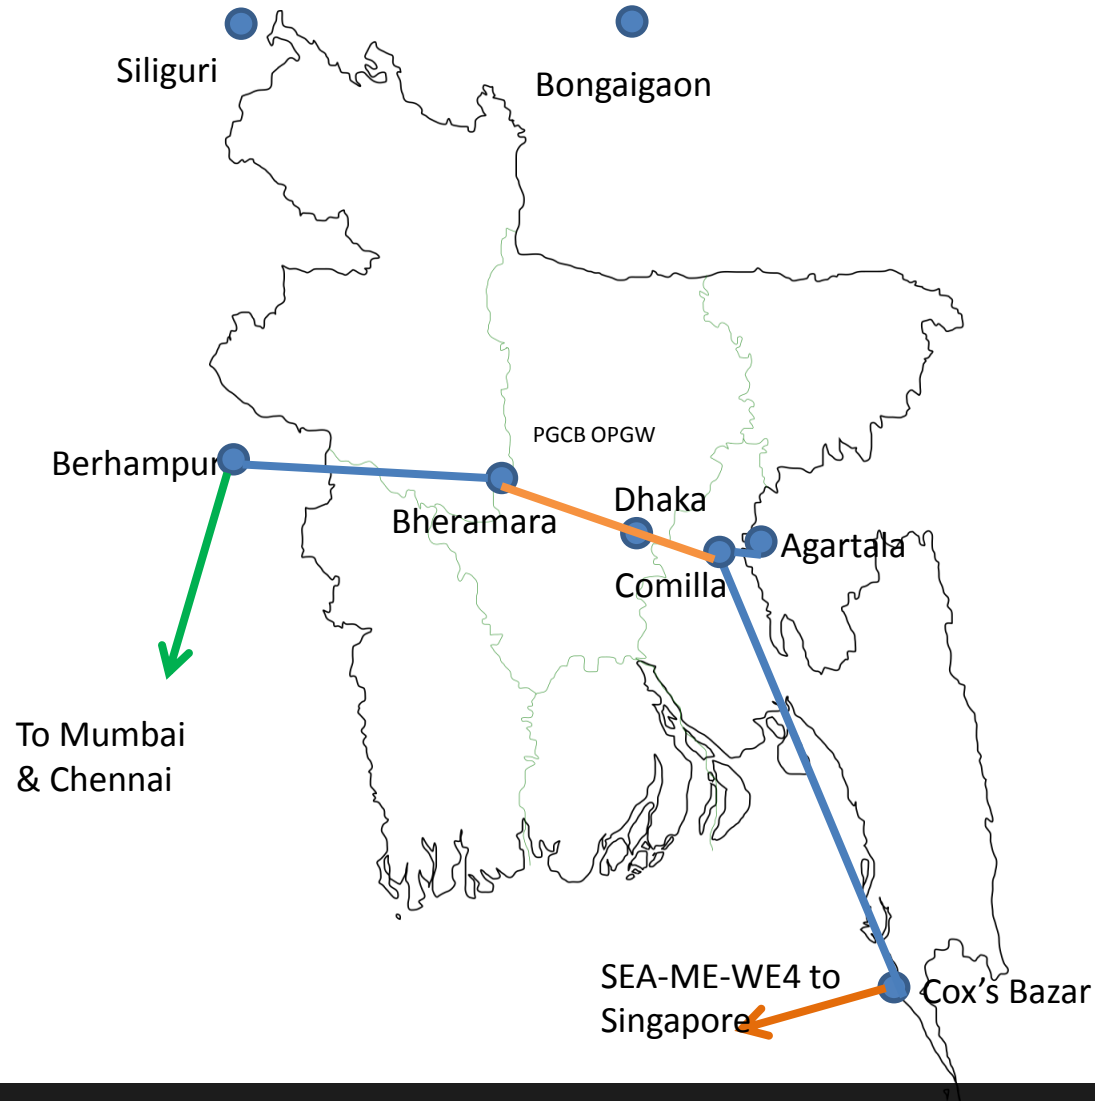 Siliguri
Bongaigaon
PGCB OPGW
Berhampur
Dhaka
Bheramara
Agartala
Comilla
To Mumbai
& Chennai
SEA-ME-WE4 to
Singapore
Cox’s Bazar